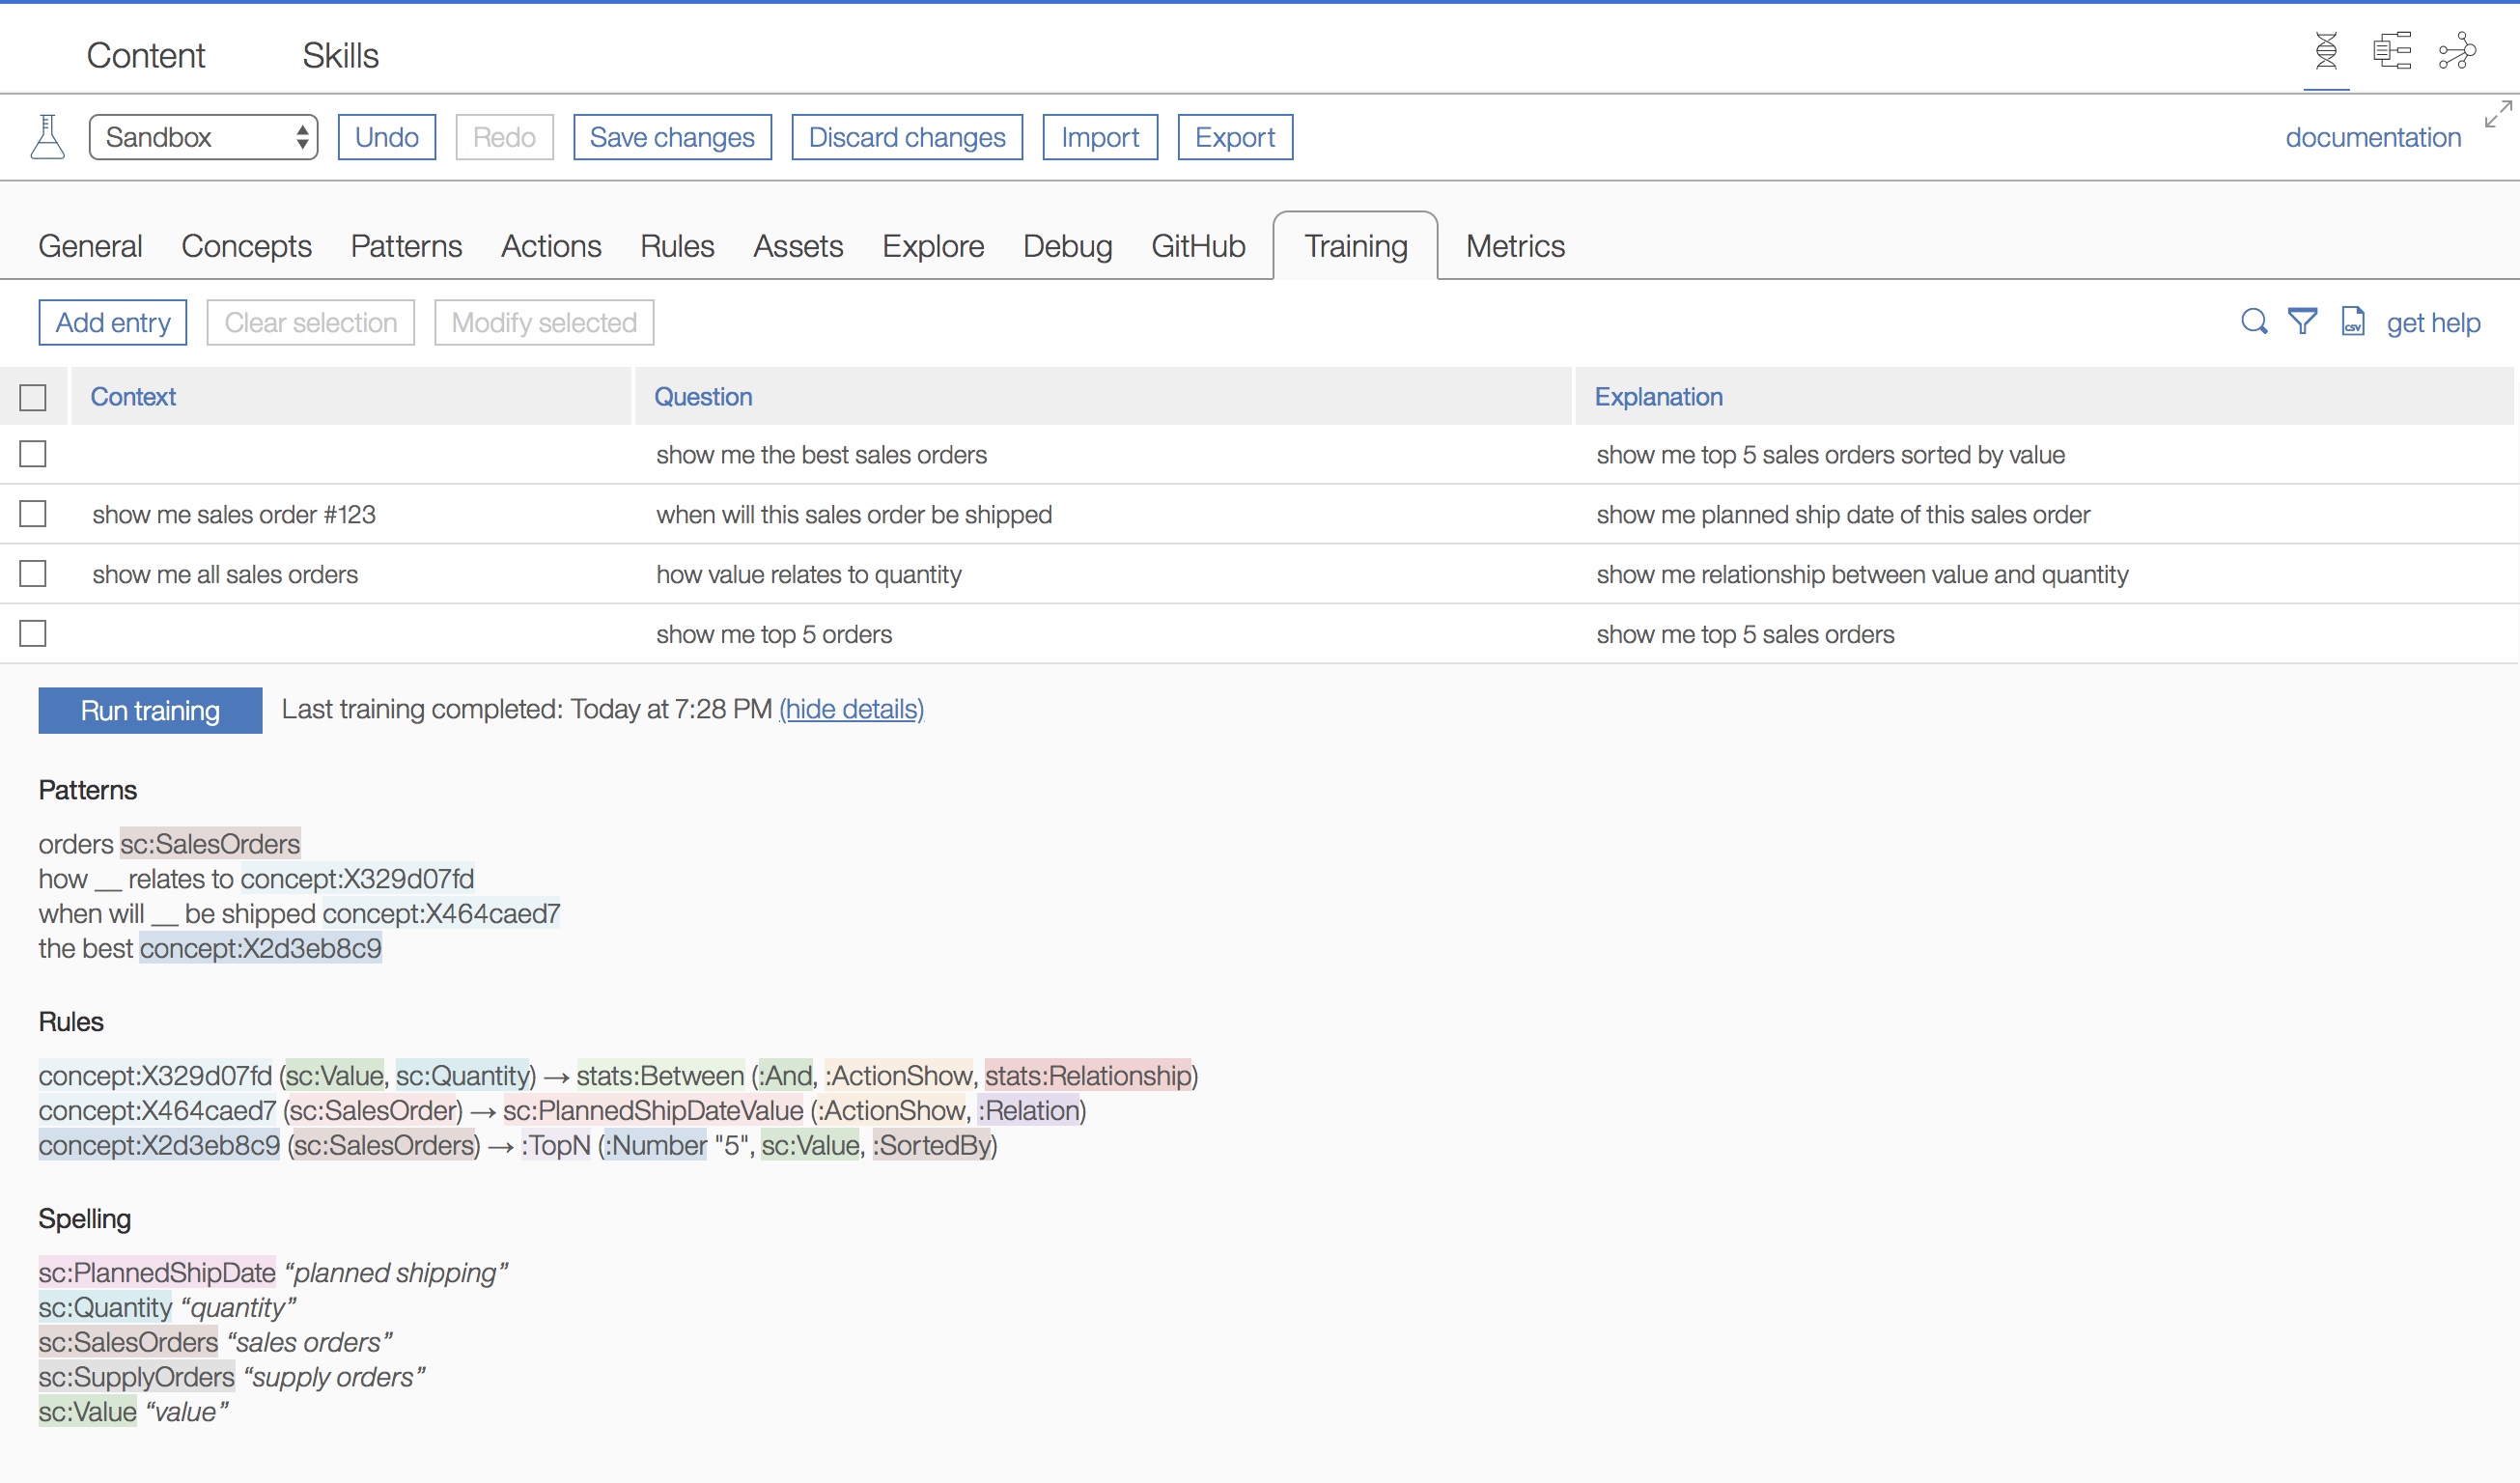 Content Skills
Sandbox Undo Redo Save changes Discard changes Import Export documentation
General Concepts Patterns Actions Rules Assets Explore Debug GitHub Training Metrics
Add entry Clear selection Modify selected CSV get help
Context Question Explanation
show me the best sales orders show me top 5 sales orders sorted by value
show me sales order #123 when will this sales order be shipped show me planned ship date of this sales order
show me all sales orders how value relates to quantity show me relationship between value and quantity
show me top 5 orders show me top 5 sales orders
Run training Last training completed: Today at 7:28 PM (hide details)
Patterns
orders sc:SalesOrders
how __ relates to concept:X329d07fd
when will __ be shipped concept:X464caed7
the best concept:X2d3eb8c9
Rules
concept:X329d07fd (sc:Value, sc:Quantity) → stats:Between (:And, :ActionShow, stats:Relationship)
concept:X464caed7 (sc:SalesOrder) → sc:PlannedShipDateValue (:ActionShow, :Relation)
concept:X2d3eb8c9 (sc:SalesOrders) → :TopN (:Number "5", sc:Value, :SortedBy)
Spelling
sc:PlannedShipDate “planned shipping”
sc:Quantity “quantity”
sc:SalesOrders “sales orders”
sc:SupplyOrders “supply orders”
sc:Value “value”